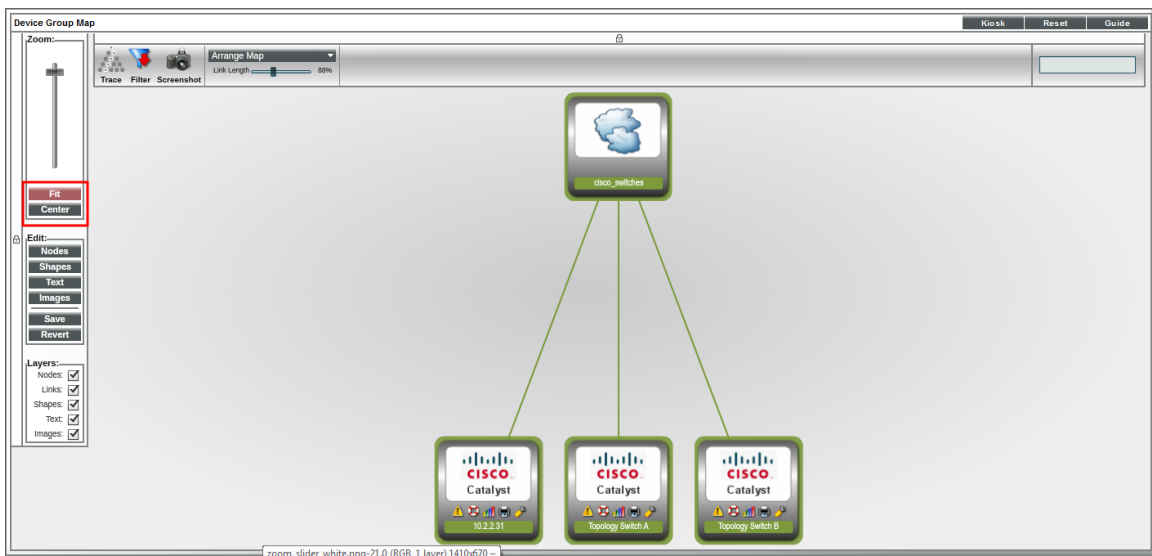 Device Group Map
Kiosk Reset Guide
Zoom:
Trace Filter Screenshot
Arrange Map
Link Length 88%
Fit
Center
Edit:
Nodes
Shapes
Text
Images
Save
Revert
Layers:
Nodes:
Links:
Shapes:
Text:
Images:
cisco_switches
CISCO
Catalyst
10.2.2.31
CISCO
Catalyst
Topology Switch A
CISCO
Catalyst
Topology Switch B
zoom_slider_white.png-21.0 (RGB, 1 layer) 1410x670 –